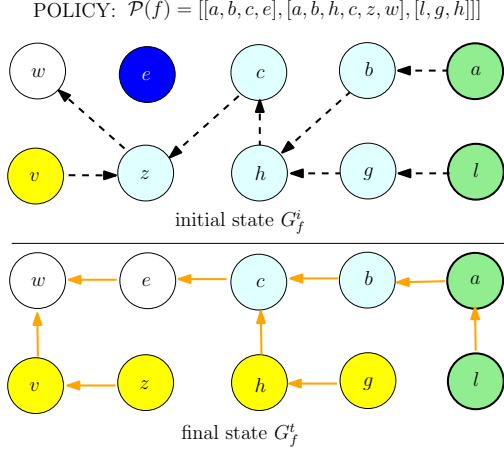 POLICY: P(f) = [[a, b, c, e], [a, b, h, c, z, w], [l, g, h]]]
w e c b a
v z h g l
initial state G_f^i
w e c b a
v z h g l
final state G_f^t